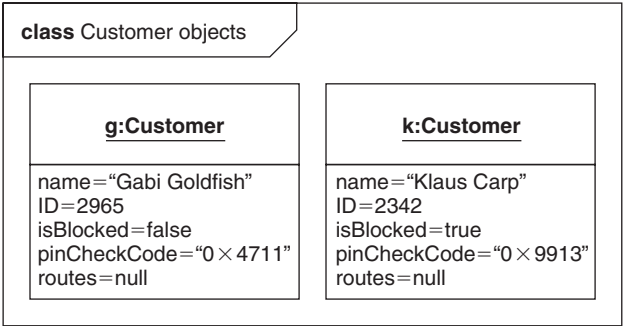 class Customer objects
g:Customer
name=“Gabi Goldfish”
ID=2965
isBlocked=false
pinCheckCode=“0×4711”
routes=null
k:Customer
name=“Klaus Carp”
ID=2342
isBlocked=true
pinCheckCode=“0×9913”
routes=null